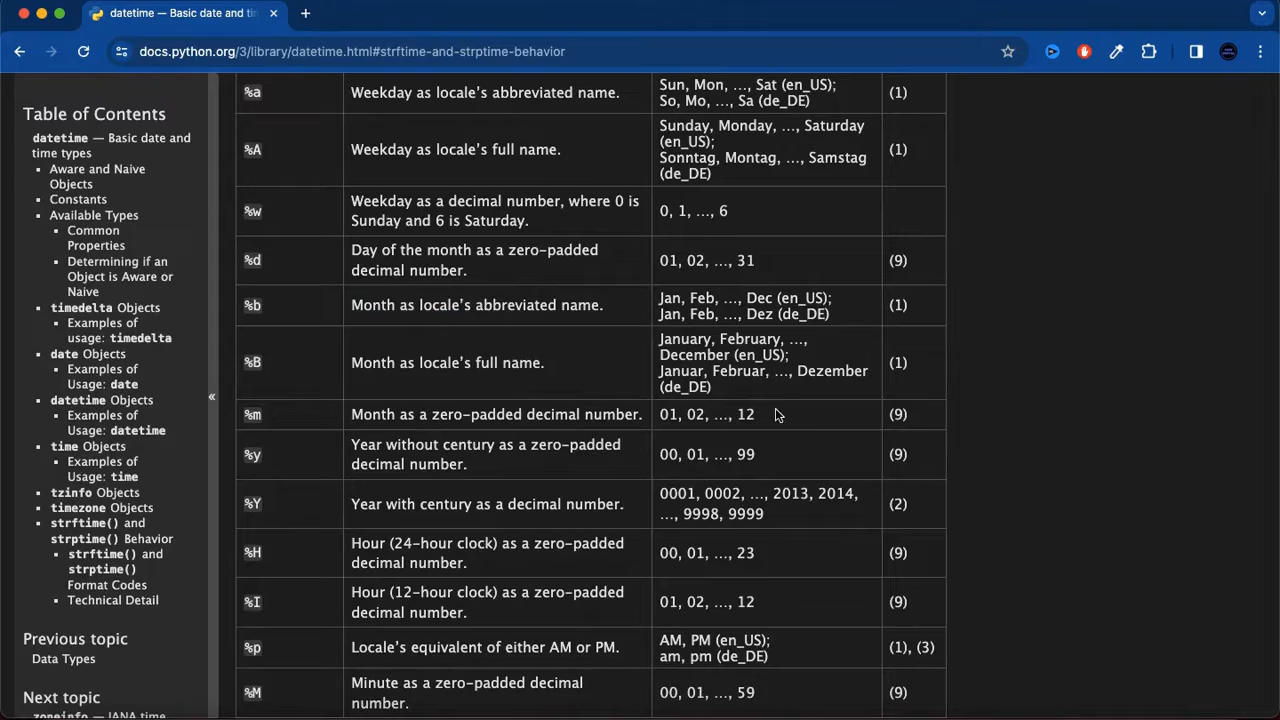 datetime — Basic date and tim
docs.python.org/3/library/datetime.html#strftime-and-strptime-behavior
Table of Contents
datetime — Basic date and
time types
Aware and Naive
Objects
Constants
Available Types
Common
Properties
Determining if an
Object is Aware or
Naive
timedelta Objects
Examples of
usage: timedelta
date Objects
Examples of
Usage: date
datetime Objects
Examples of
Usage: datetime
time Objects
Examples of
Usage: time
tzinfo Objects
timezone Objects
strftime() and
strptime() Behavior
strftime() and
strptime()
Format Codes
Technical Detail
Previous topic
Data Types
Next topic
zoneinfo — IANA time
«
%a Weekday as locale's abbreviated name. Sun, Mon, …, Sat (en_US); (1)
So, Mo, …, Sa (de_DE)
%A Weekday as locale's full name. Sunday, Monday, …, Saturday (1)
(en_US);
Sonntag, Montag, …, Samstag
(de_DE)
%w Weekday as a decimal number, where 0 is 0, 1, …, 6
Sunday and 6 is Saturday.
%d Day of the month as a zero-padded 01, 02, …, 31 (9)
decimal number.
%b Month as locale's abbreviated name. Jan, Feb, …, Dec (en_US); (1)
Jan, Feb, …, Dez (de_DE)
%B Month as locale's full name. January, February, …, (1)
December (en_US);
Januar, Februar, …, Dezember
(de_DE)
%m Month as a zero-padded decimal number. 01, 02, …, 12 (9)
%y Year without century as a zero-padded 00, 01, …, 99 (9)
decimal number.
%Y Year with century as a decimal number. 0001, 0002, …, 2013, 2014, (2)
…, 9998, 9999
%H Hour (24-hour clock) as a zero-padded 00, 01, …, 23 (9)
decimal number.
%I Hour (12-hour clock) as a zero-padded 01, 02, …, 12 (9)
decimal number.
%p Locale's equivalent of either AM or PM. AM, PM (en_US); (1), (3)
am, pm (de_DE)
%M Minute as a zero-padded decimal 00, 01, …, 59 (9)
number.